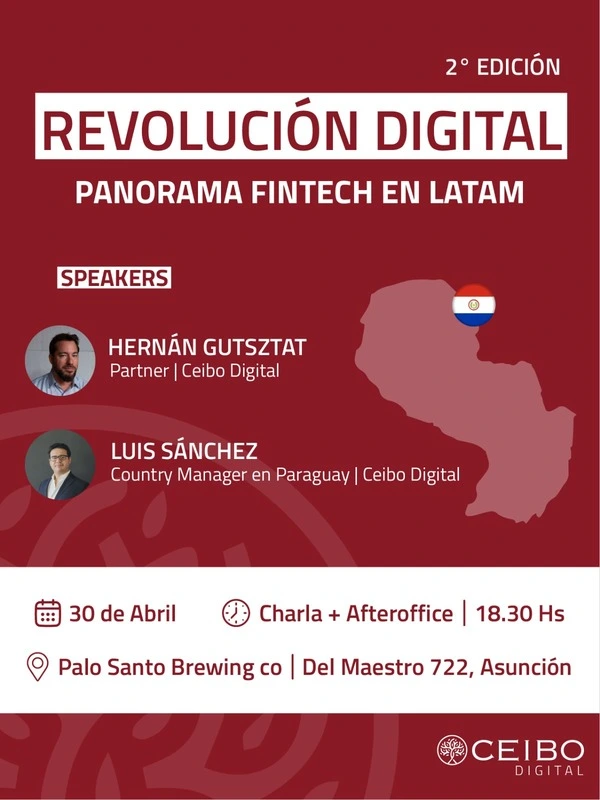 2° EDICIÓN
REVOLUCIÓN DIGITAL
PANORAMA FINTECH EN LATAM
SPEAKERS
HERNÁN GUTSZTAT
Partner | Ceibo Digital
LUIS SÁNCHEZ
Country Manager en Paraguay | Ceibo Digital
30 de Abril
Charla + Afteroffice | 18.30 Hs
Palo Santo Brewing co | Del Maestro 722, Asunción
CEIBO
DIGITAL